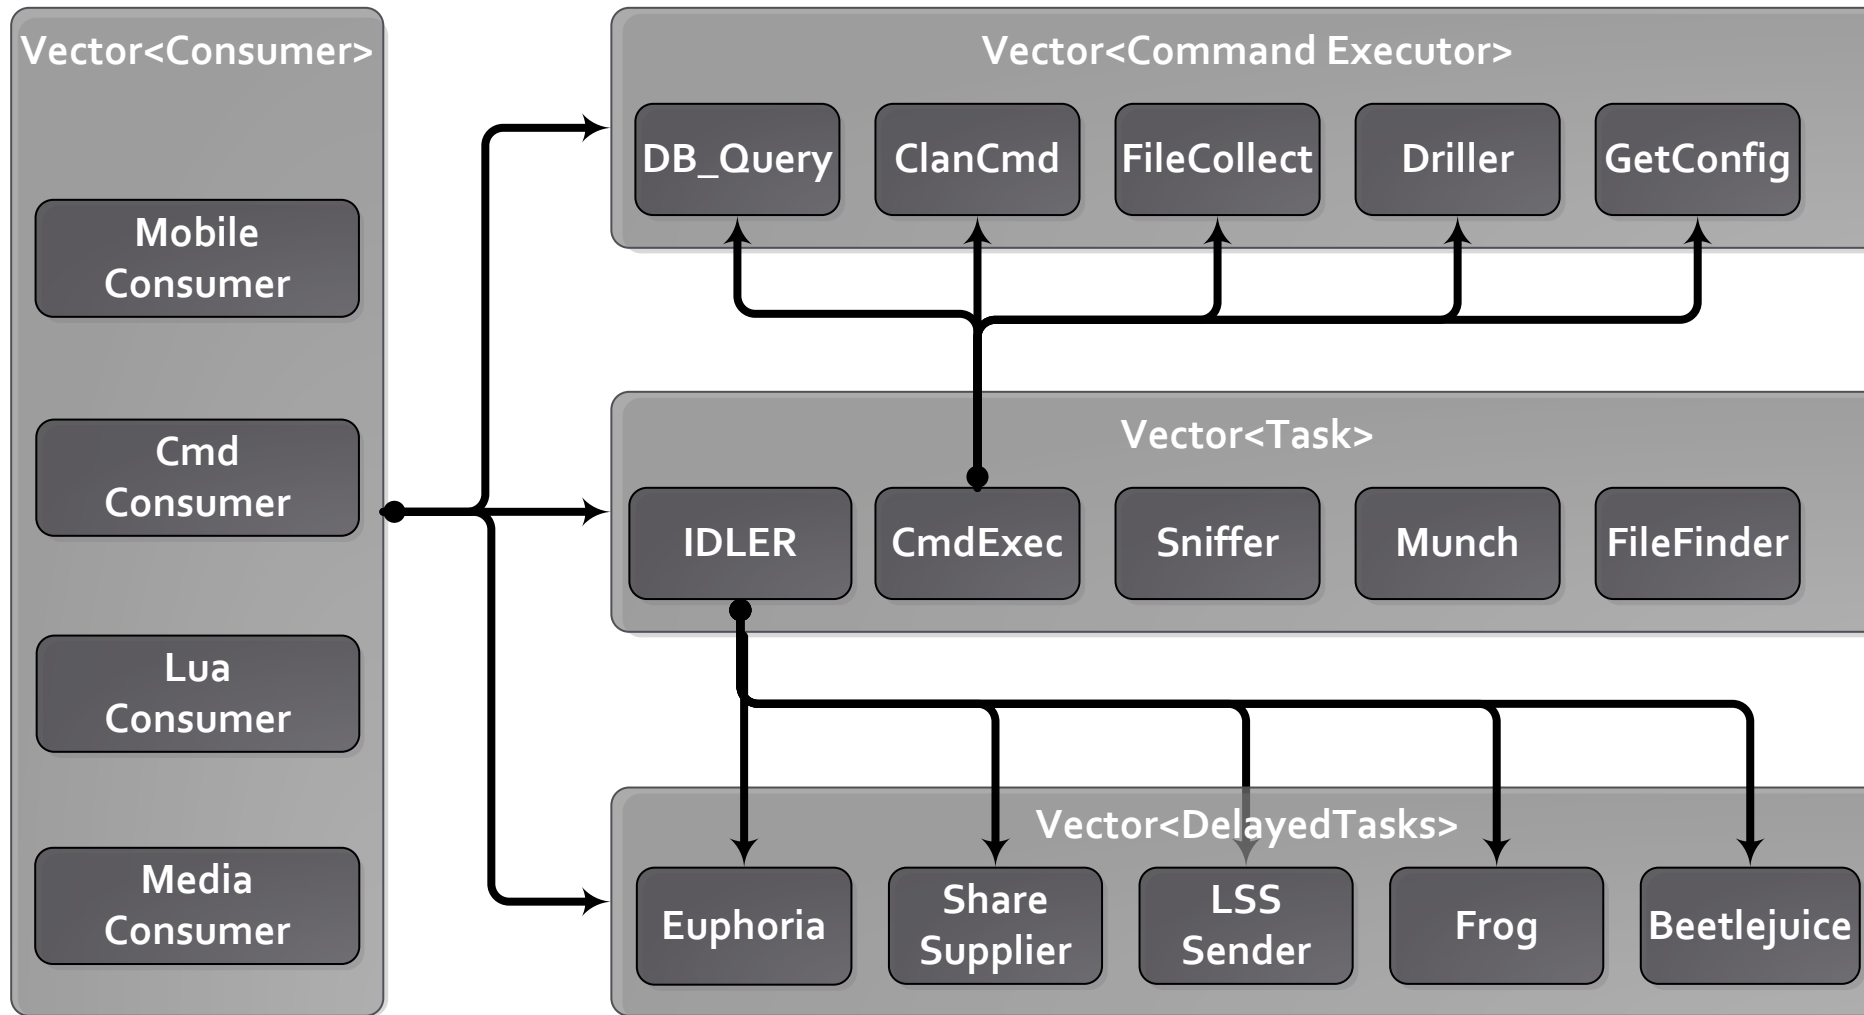 Vector<Consumer>
Mobile
Consumer
Cmd
Consumer
Lua
Consumer
Media
Consumer
Vector<Command Executor>
DB_Query
ClanCmd
FileCollect
Driller
GetConfig
Vector<Task>
IDLER
CmdExec
Sniffer
Munch
FileFinder
Vector<DelayedTasks>
Euphoria
Share
Supplier
LSS
Sender
Frog
Beetlejuice